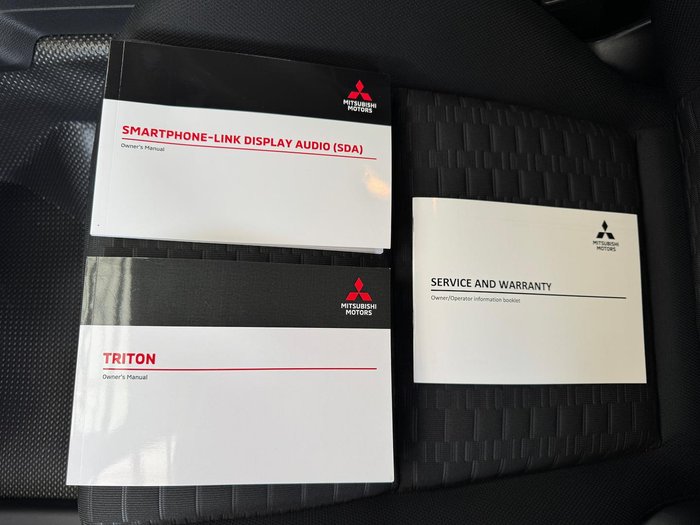 MITSUBISHI
MOTORS
SMARTPHONE-LINK DISPLAY AUDIO (SDA)
Owner's Manual
MITSUBISHI
MOTORS
TRITON
Owner's Manual
MITSUBISHI
MOTORS
SERVICE AND WARRANTY
Owner/Operator information booklet